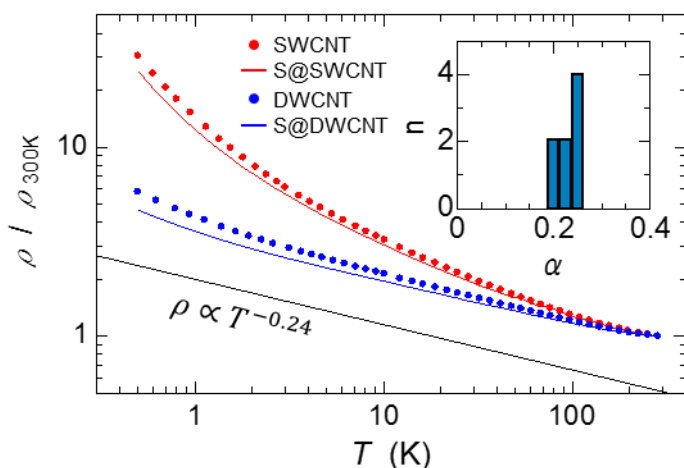 SWCNT
S@SWCNT
DWCNT
S@DWCNT
4
2
0
n
0
0.2
0.4
α
10
1
ρ / ρ 300K
ρ ∝ T−0.24
1
10
100
T (K)